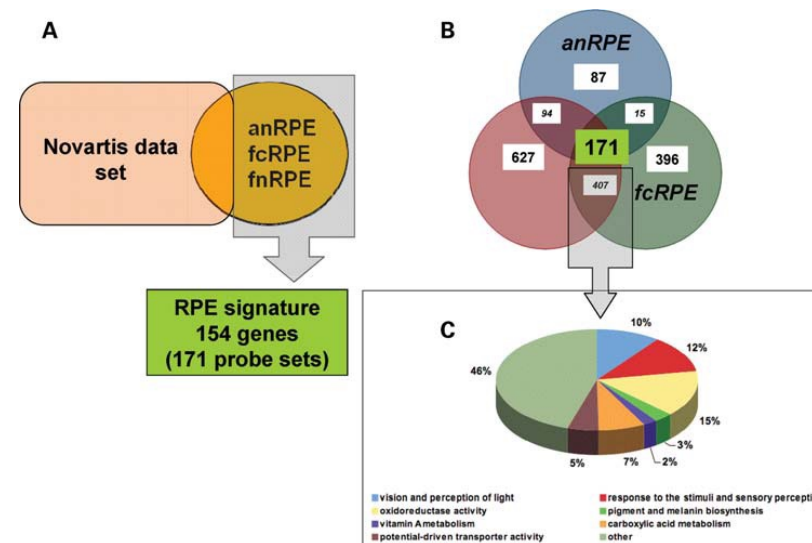 A
Novartis data
set
anRPE
fcRPE
fnRPE
RPE signature
154 genes
(171 probe sets)
B
anRPE
87
94
15
627
171
396
407
fcRPE
C
10%
12%
15%
3%
2%
7%
5%
46%
vision and perception of light
response to the stimuli and sensory percepti
oxidoreductase activity
pigment and melanin biosynthesis
vitamin A metabolism
carboxylic acid metabolism
potential-driven transporter activity
other